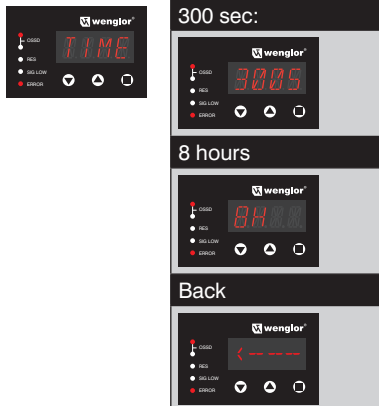 wenglor®
OSSD
RES
SIG LOW
ERROR
TIME
300 sec:
wenglor®
OSSD
RES
SIG LOW
ERROR
300S
8 hours
wenglor®
OSSD
RES
SIG LOW
ERROR
8H
Back
wenglor®
OSSD
RES
SIG LOW
ERROR
<-----